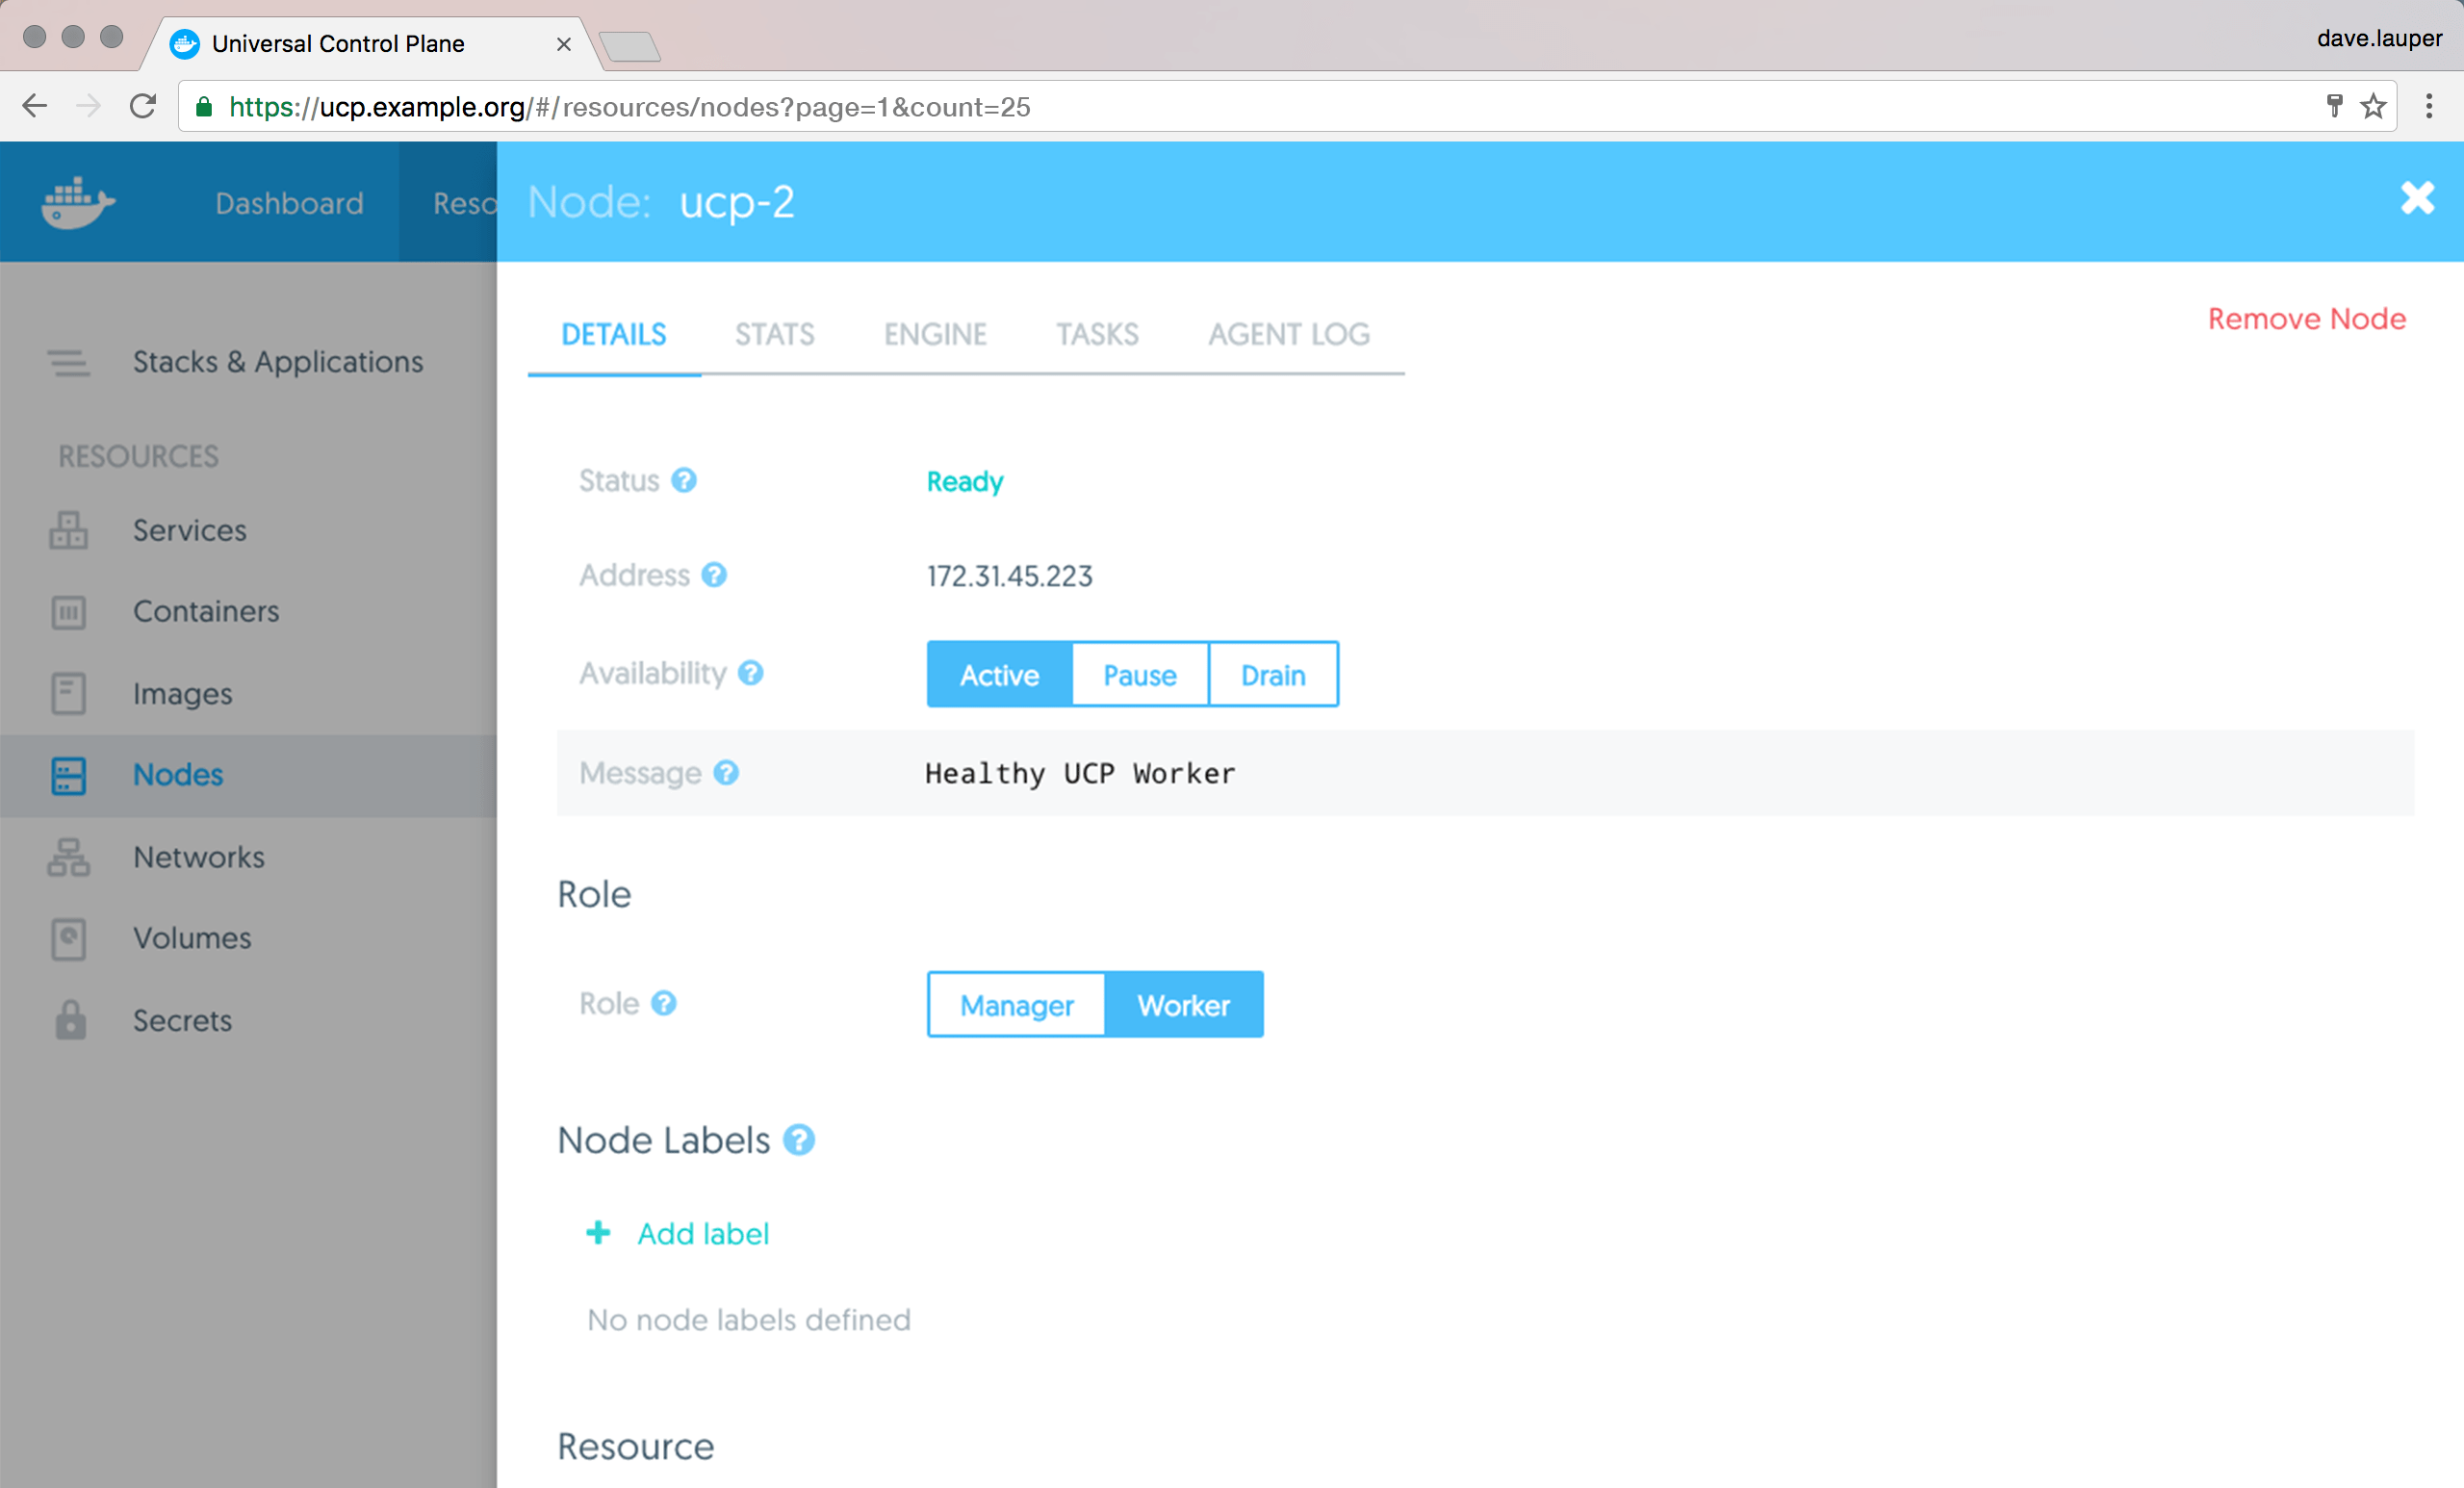 Universal Control Plane
dave.lauper
https://ucp.example.org/#/resources/nodes?page=1&count=25
Dashboard
Reso
Node: ucp-2
Stacks & Applications
RESOURCES
Services
Containers
Images
Nodes
Networks
Volumes
Secrets
DETAILS STATS ENGINE TASKS AGENT LOG
Remove Node
Status ? Ready
Address ? 172.31.45.223
Availability ? Active Pause Drain
Message ? Healthy UCP Worker
Role
Role ? Manager Worker
Node Labels ?
+ Add label
No node labels defined
Resource